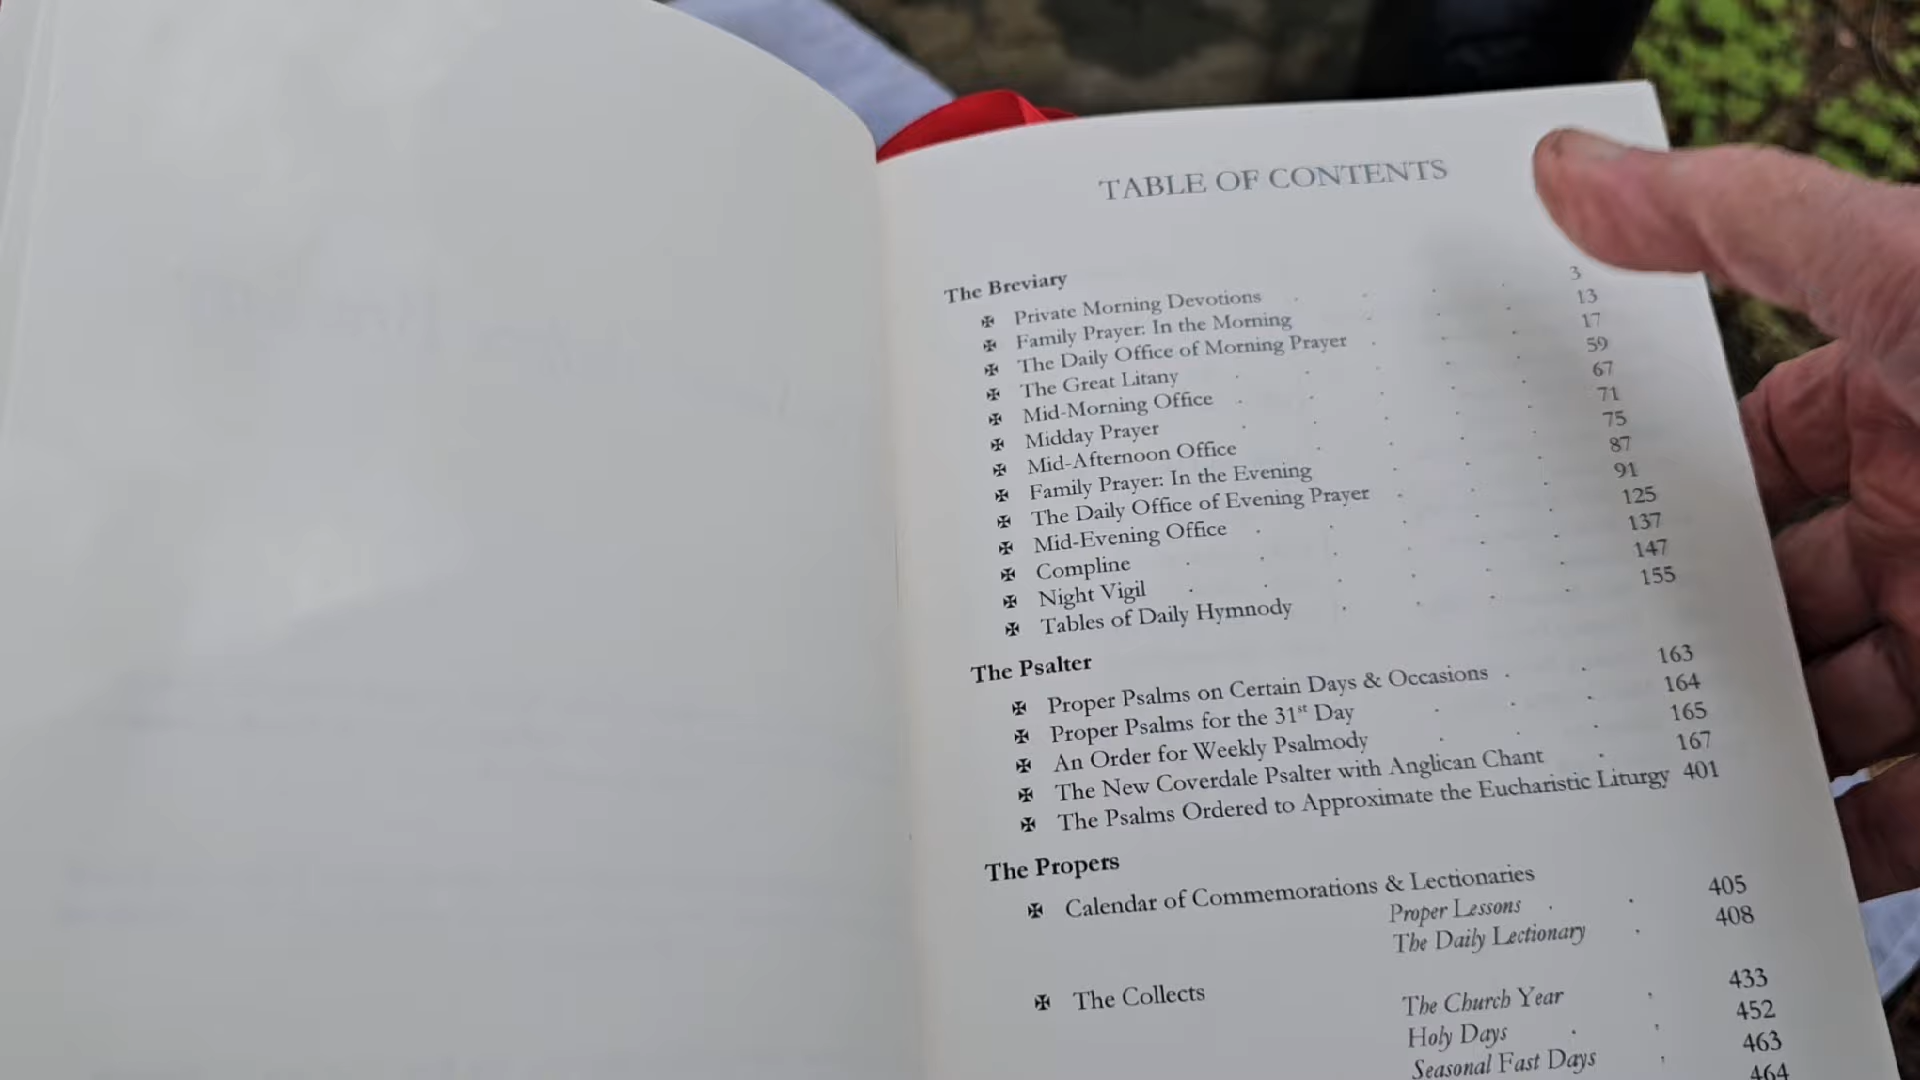 TABLE OF CONTENTS
The Breviary
✠ Private Morning Devotions . . . . 3
✠ Family Prayer: In the Morning . . . 13
✠ The Daily Office of Morning Prayer . . . 17
✠ The Great Litany . . . . . 59
✠ Mid-Morning Office . . . . . 67
✠ Midday Prayer . . . . . 71
✠ Mid-Afternoon Office . . . . 75
✠ Family Prayer: In the Evening . . . 87
✠ The Daily Office of Evening Prayer . . . 91
✠ Mid-Evening Office . . . . . 125
✠ Compline . . . . . . 137
✠ Night Vigil . . . . . . 147
✠ Tables of Daily Hymnody . . . . 155
The Psalter
✠ Proper Psalms on Certain Days & Occasions . . 163
✠ Proper Psalms for the 31st Day . . . 164
✠ An Order for Weekly Psalmody . . . 165
✠ The New Coverdale Psalter with Anglican Chant . 167
✠ The Psalms Ordered to Approximate the Eucharistic Liturgy 401
The Propers
✠ Calendar of Commemorations & Lectionaries
Proper Lessons . . 405
The Daily Lectionary . 408
✠ The Collects
The Church Year . 433
Holy Days . . 452
Seasonal Fast Days . 463
464